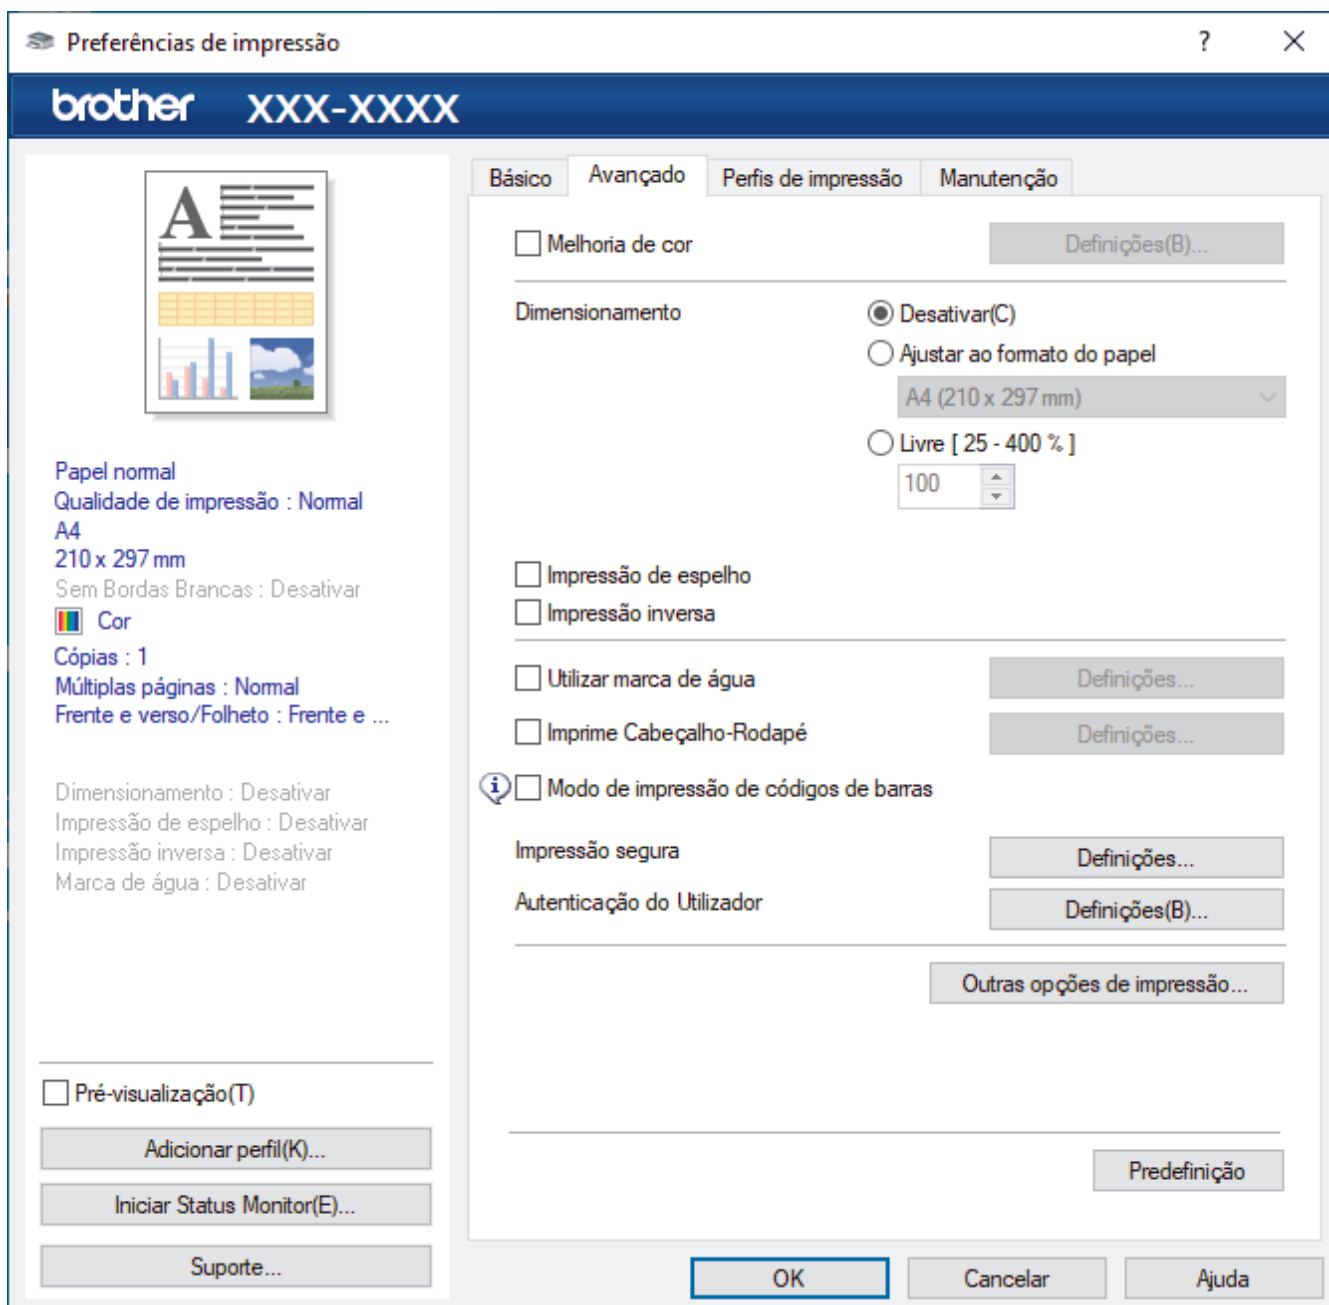 Preferências de impressão
?
brother XXX-XXXX
Básico Avançado Perfis de impressão Manutenção
A
Papel normal
Qualidade de impressão : Normal
A4
210 x 297 mm
Sem Bordas Brancas : Desativar
Cor
Cópias : 1
Múltiplas páginas : Normal
Frente e verso/Folheto : Frente e ...
Dimensionamento : Desativar
Impressão de espelho : Desativar
Impressão inversa : Desativar
Marca de água : Desativar
Pré-visualização(T)
Adicionar perfil(K)...
Iniciar Status Monitor(E)...
Suporte...
Melhoria de cor Definições(B)...
Dimensionamento Desativar(C)
Ajustar ao formato do papel
A4 (210 x 297 mm)
Livre [ 25 - 400 % ]
100
Impressão de espelho
Impressão inversa
Utilizar marca de água Definições...
Imprime Cabeçalho-Rodapé Definições...
Modo de impressão de códigos de barras
Impressão segura Definições...
Autenticação do Utilizador Definições(B)...
Outras opções de impressão...
Predefinição
OK Cancelar Ajuda